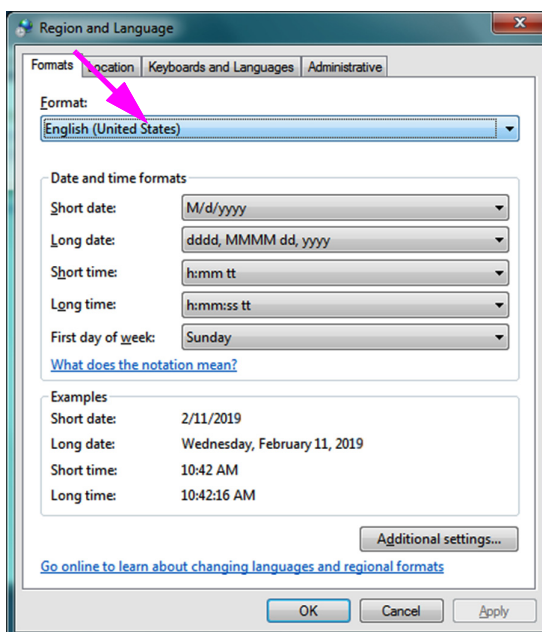 Region and Language
Formats Location Keyboards and Languages Administrative
Format:
English (United States)
Date and time formats
Short date: M/d/yyyy
Long date: dddd, MMMM dd, yyyy
Short time: h:mm tt
Long time: h:mm:ss tt
First day of week: Sunday
What does the notation mean?
Examples
Short date: 2/11/2019
Long date: Wednesday, February 11, 2019
Short time: 10:42 AM
Long time: 10:42:16 AM
Additional settings...
Go online to learn about changing languages and regional formats
OK Cancel Apply